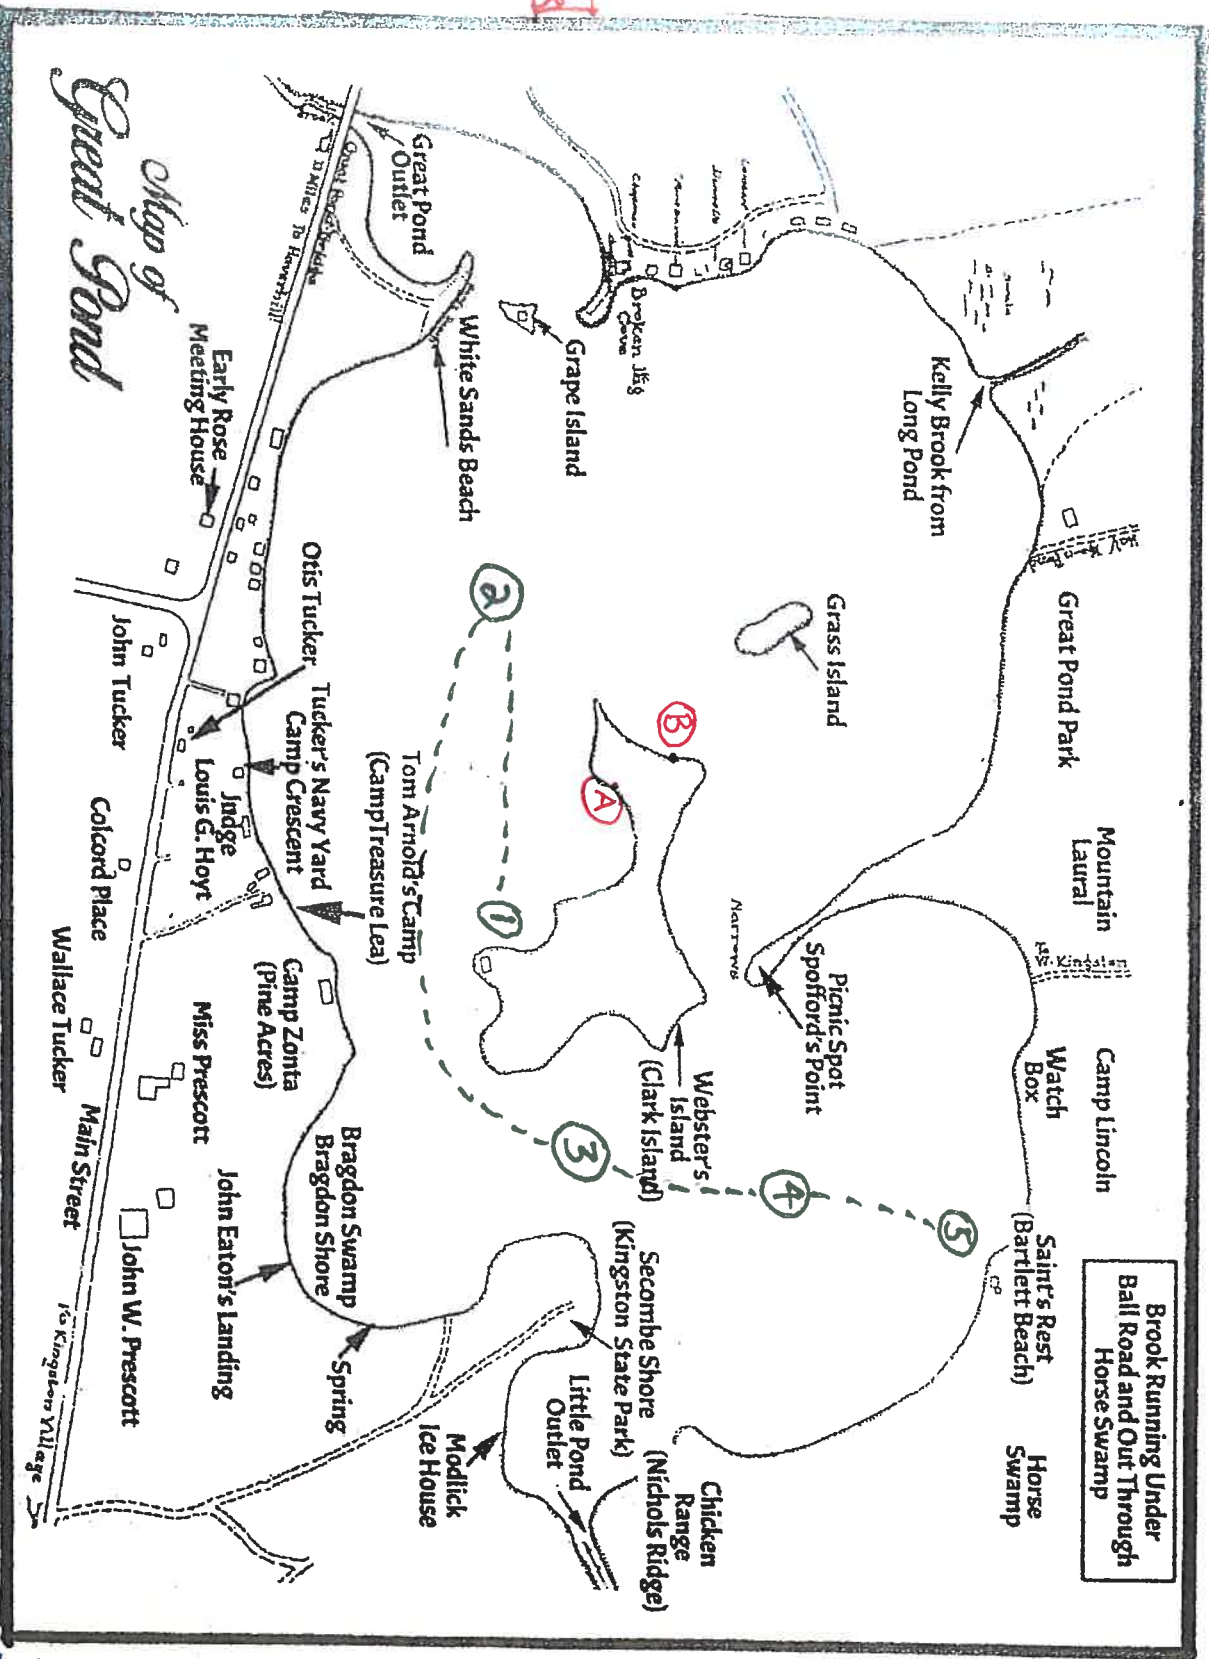 Map of
Great Pond
Brook Running Under
Ball Road and Out Through
Horse Swamp
Great Pond Park
Mountain
Laural
Kingston
Camp Lincoln
Watch
Box
Saint's Rest
(Bartlett Beach)
Horse
Swamp
Kelly Brook from
Long Pond
Grass Island
Picnic Spot
Spofford's Point
Narrows
Webster's
Island
(Clark Island)
Chicken
Range
(Nichols Ridge)
Secombe Shore
(Kingston State Park)
Little Pond
Outlet
Modlick
Ice House
Broken Jug
Cove
Grape Island
White Sands Beach
Great Pond
Outlet
B
A
1
2
3
4
5
Tom Arnold's Camp
(Camp Treasure Lea)
Tucker's Navy Yard
Camp Crescent
Otis Tucker
Judge
Louis G. Hoyt
Camp Zonta
(Pine Acres)
Bragdon Swamp
Bragdon Shore
Spring
John Eaton's Landing
Early Rose
Meeting House
11 Miles To Haverhill
John Tucker
Colcord Place
Wallace Tucker
Miss Prescott
Main Street
John W. Prescott
To Kingston Village